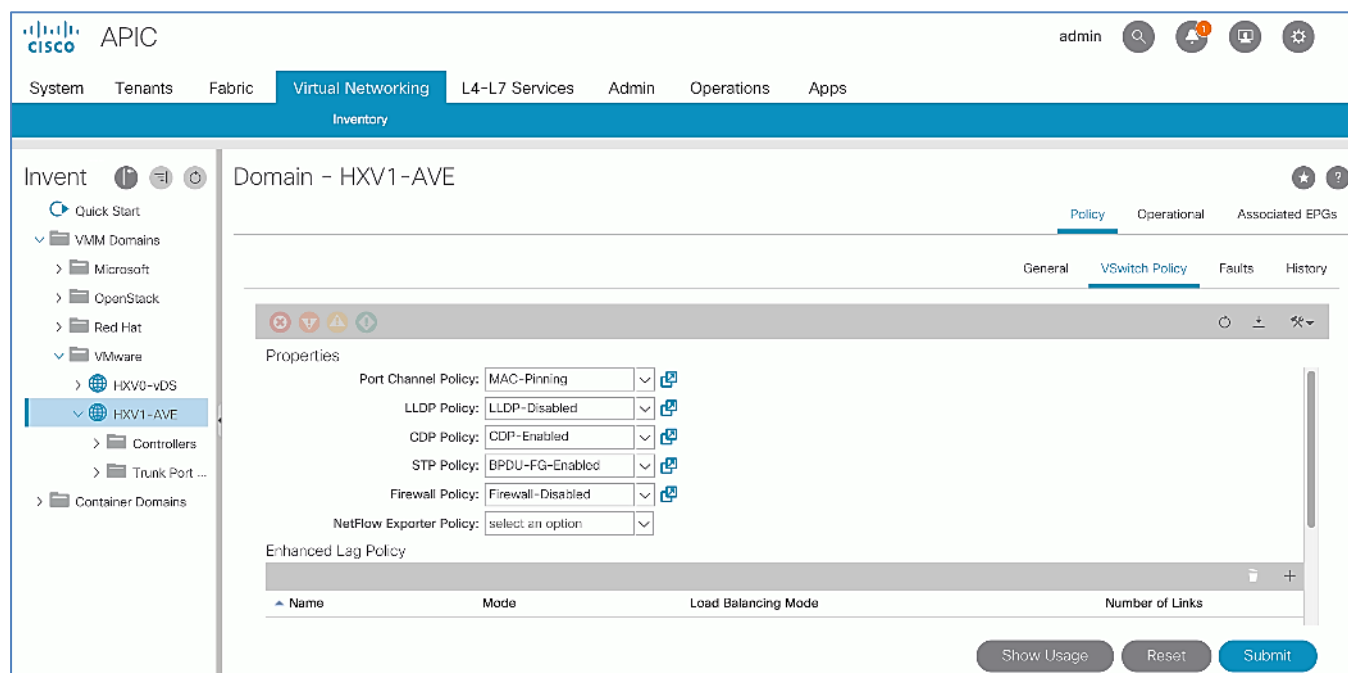 CISCO APIC admin 1
System Tenants Fabric Virtual Networking L4-L7 Services Admin Operations Apps
Inventory
Invent
Quick Start
VMM Domains
Microsoft
OpenStack
Red Hat
VMware
HXV0-vDS
HXV1-AVE
Controllers
Trunk Port ...
Container Domains
Domain - HXV1-AVE
Policy Operational Associated EPGs
General VSwitch Policy Faults History
Properties
Port Channel Policy: MAC-Pinning
LLDP Policy: LLDP-Disabled
CDP Policy: CDP-Enabled
STP Policy: BPDU-FG-Enabled
Firewall Policy: Firewall-Disabled
NetFlow Exporter Policy: select an option
Enhanced Lag Policy
Name Mode Load Balancing Mode Number of Links
Show Usage Reset Submit